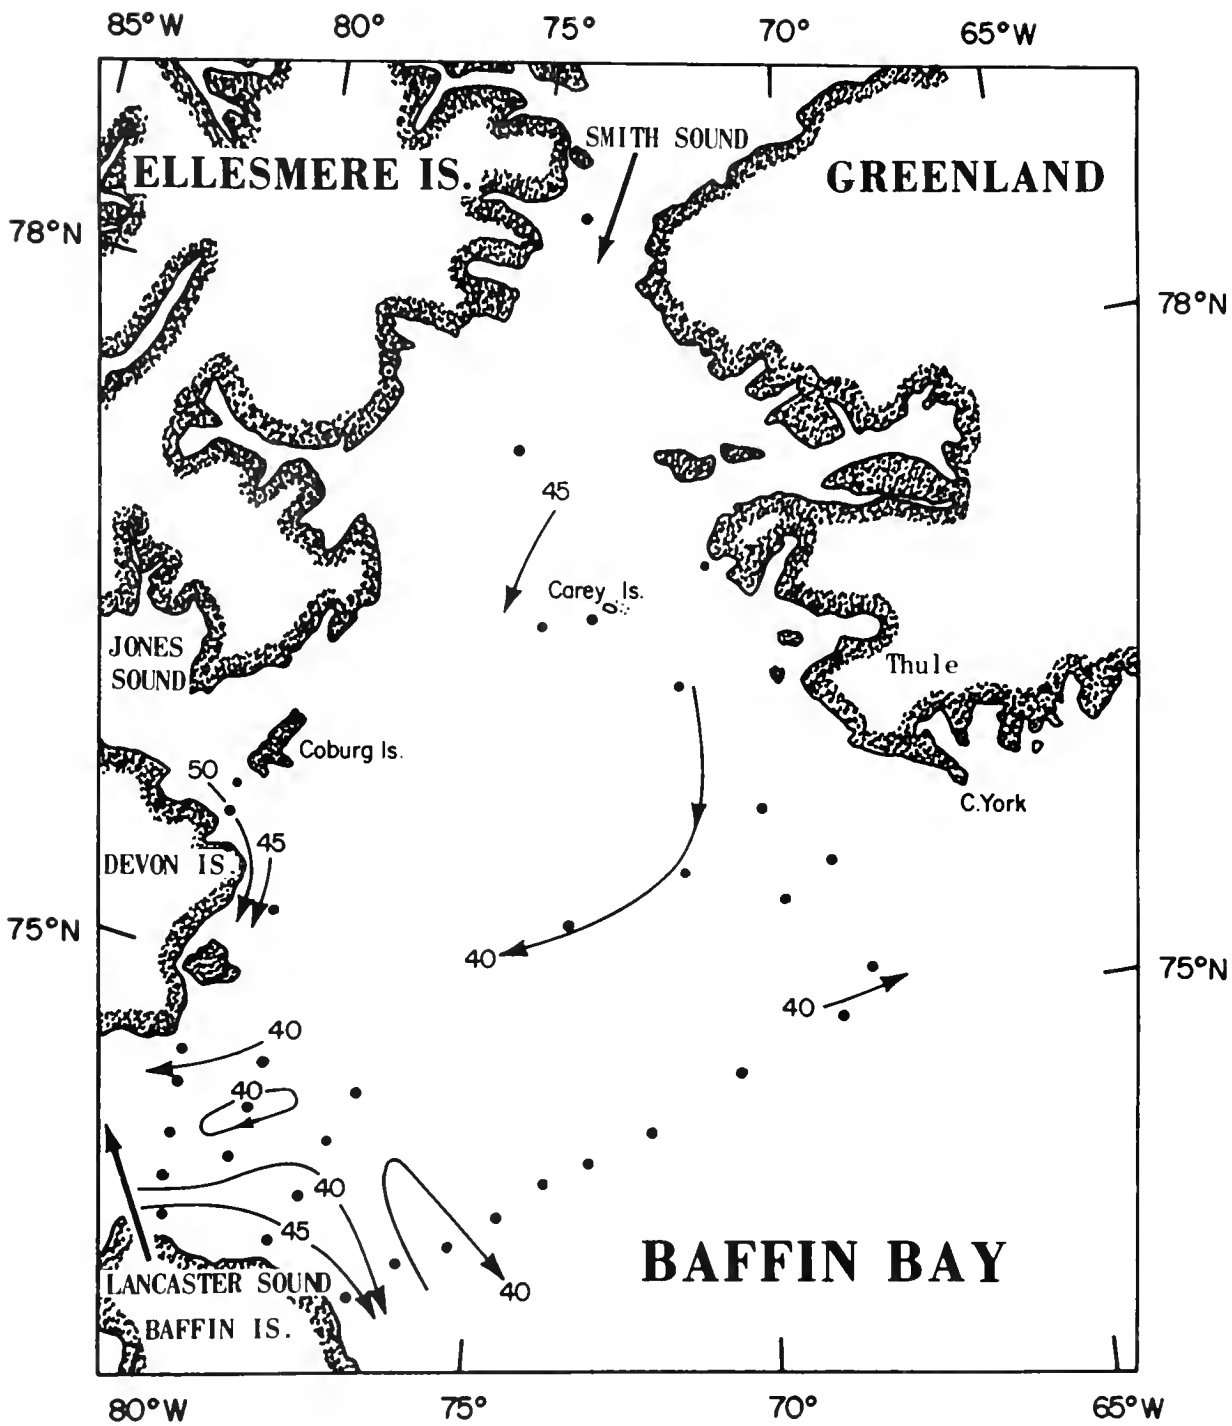 85°W 80° 75° 70° 65°W
SMITH SOUND
ELLESMERE IS.
GREENLAND
78°N
78°N
45
Carey Is.
JONES
SOUND
Thule
Coburg Is.
50
C.York
45
DEVON IS
75°N
40
75°N
40
40
40
40
45
BAFFIN BAY
LANCASTER SOUND
40
BAFFIN IS.
80°W 75° 70° 65°W